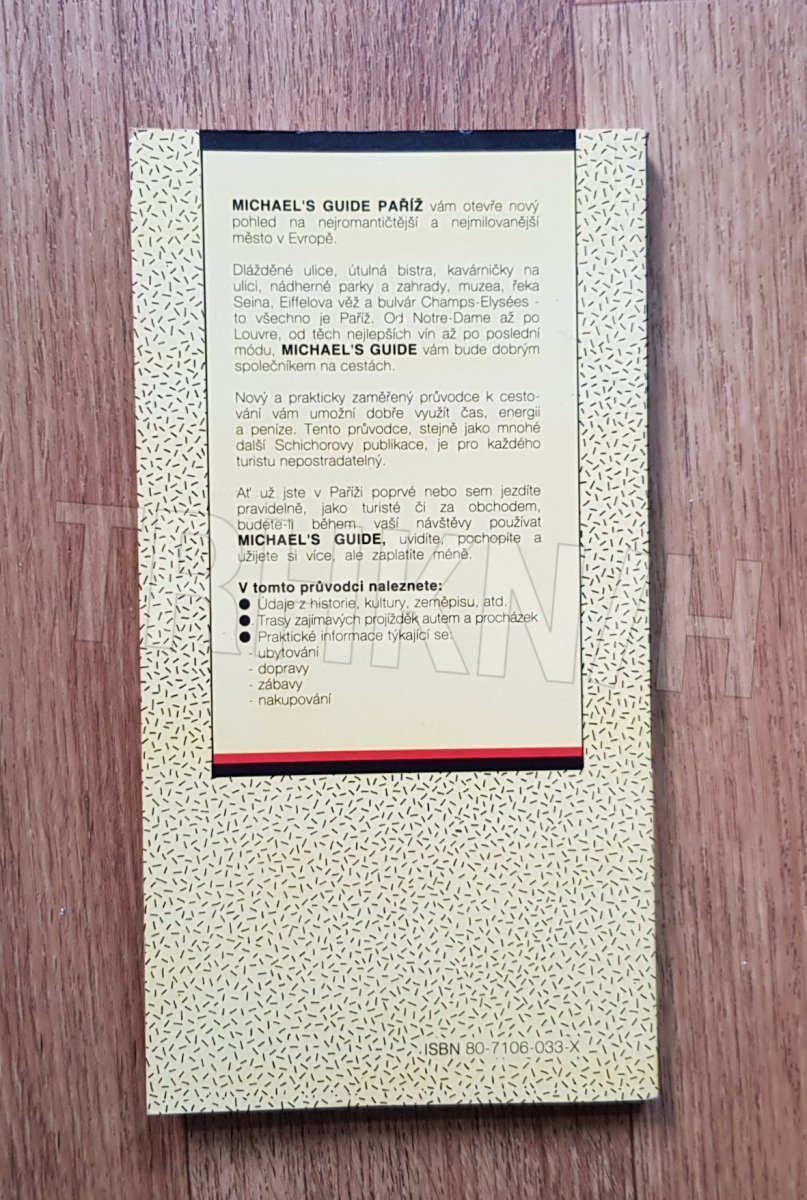 MICHAEL'S GUIDE PAŘÍŽ vám otevře nový
pohled na nejromantičtější a nejmilovanější
město v Evropě.
Dlážděné ulice, útulná bistra, kavárničky na
ulici, nádherné parky a zahrady, muzea, řeka
Seina, Eiffelova věž a bulvár Champs-Elysées -
to všechno je Paříž. Od Notre-Dame až po
Louvre, od těch nejlepších vín až po poslední
módu, MICHAEL'S GUIDE vám bude dobrým
společníkem na cestách.
Nový a prakticky zaměřený průvodce k cesto-
vání vám umožní dobře využít čas, energii
a peníze. Tento průvodce, stejně jako mnohé
další Schichorovy publikace, je pro každého
turistu nepostradatelný.
Ať už jste v Paříži poprvé nebo sem jezdíte
pravidelně, jako turisté či za obchodem,
budete-li během vaší návštěvy používat
MICHAEL'S GUIDE, uvidíte, pochopíte a
užijete si více, ale zaplatíte méně.
V tomto průvodci naleznete:
● Údaje z historie, kultury, zeměpisu, atd.
● Trasy zajímavých projížděk autem a procházek
● Praktické informace týkající se:
- ubytování
- dopravy
- zábavy
- nakupování
ISBN 80-7106-033-X